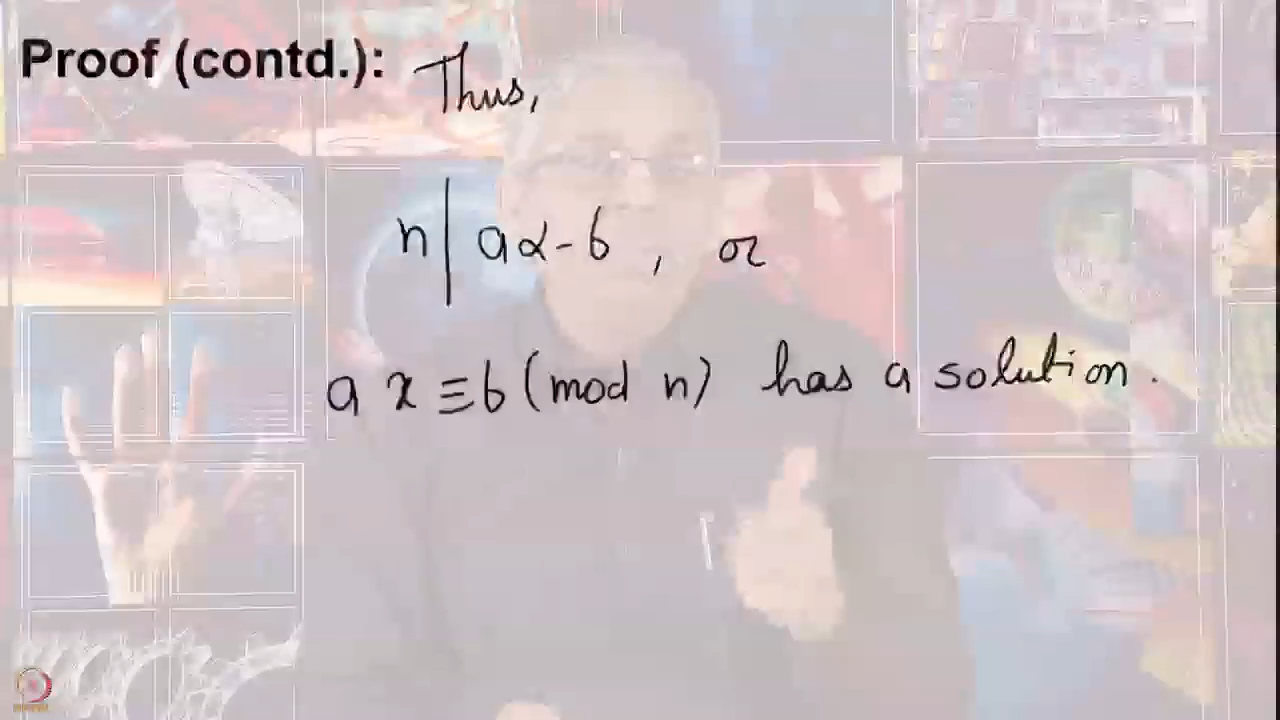 Proof (contd.): Thus,
n | aα - b , or
a x ≡ b (mod n) has a solution.